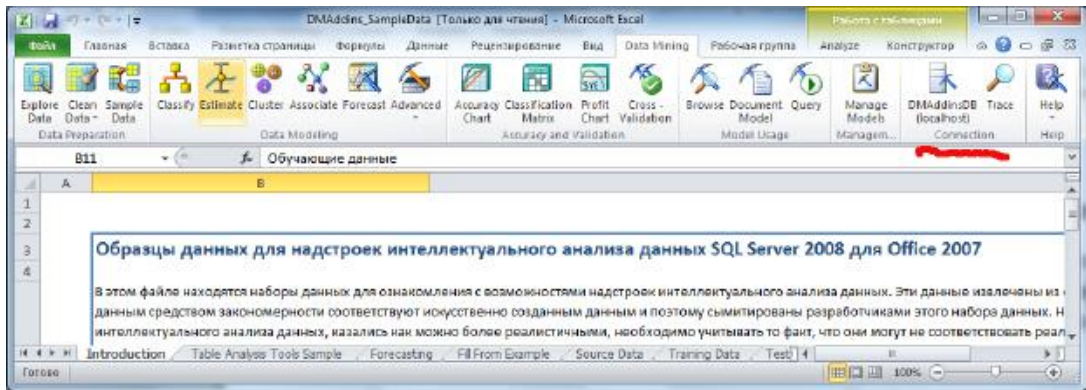 DMAddins_SampleData [Только для чтения] - Microsoft Excel
Работа с таблицами
Файл Главная Вставка Разметка страницы Формулы Данные Рецензирование Вид Data Mining Рабочая группа Analyze Конструктор
Explore Data Clean Data Sample Data Classify Estimate Cluster Associate Forecast Advanced Accuracy Chart Classification Matrix Profit Chart Cross-Validation Browse Document Model Query Manage Models DMAddinsDB (localhost) Trace Help
Data Preparation Data Modeling Accuracy and Validation Model Usage Managem... Connection Help
B11 fx Обучающие данные
A B
1
2
3 Образцы данных для надстроек интеллектуального анализа данных SQL Server 2008 для Office 2007
4
В этом файле находятся наборы данных для ознакомления с возможностями надстроек интеллектуального анализа данных. Эти данные извлечены из
данным средством закономерности соответствуют искусственно созданным данным и поэтому сымитированы разработчиками этого набора данных. Н
интеллектуального анализа данных, казались как можно более реалистичными, необходимо учитывать то факт, что они могут не соответствовать реал
Introduction Table Analysis Tools Sample Forecasting Fill From Example Source Data Training Data Test
Готово 100%